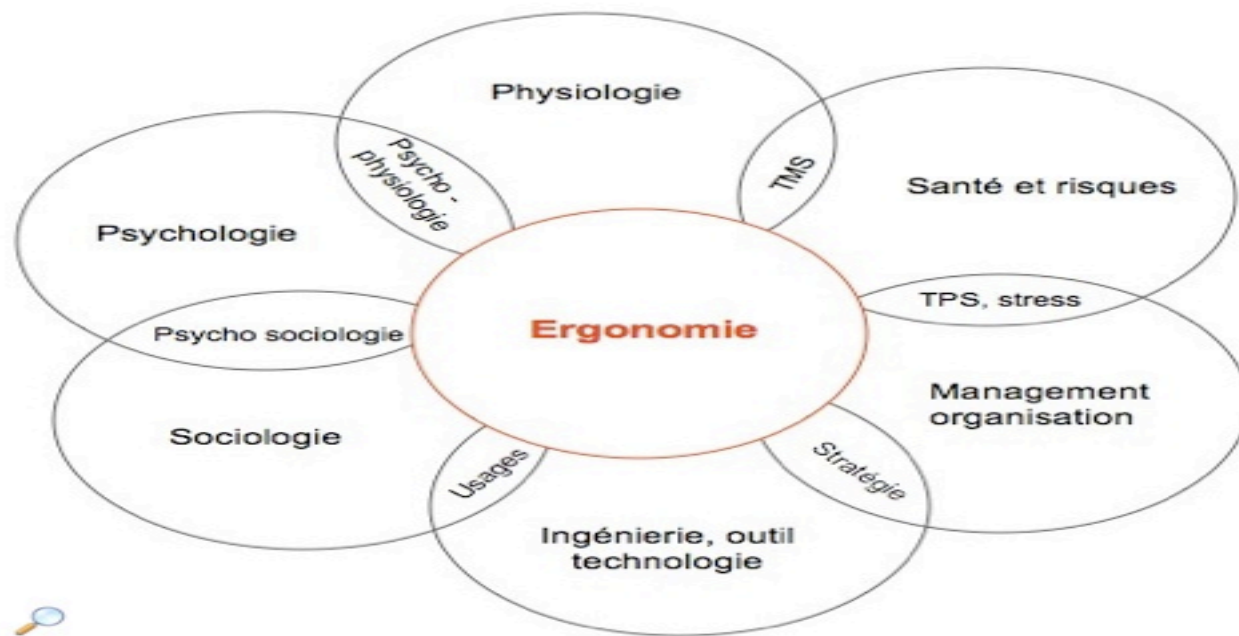 Physiologie
Psycho -
physiologie
TMS
Santé et risques
Psychologie
TPS, stress
Psycho sociologie
Ergonomie
Management
organisation
Sociologie
Usages
Stratégie
Ingénierie, outil
technologie